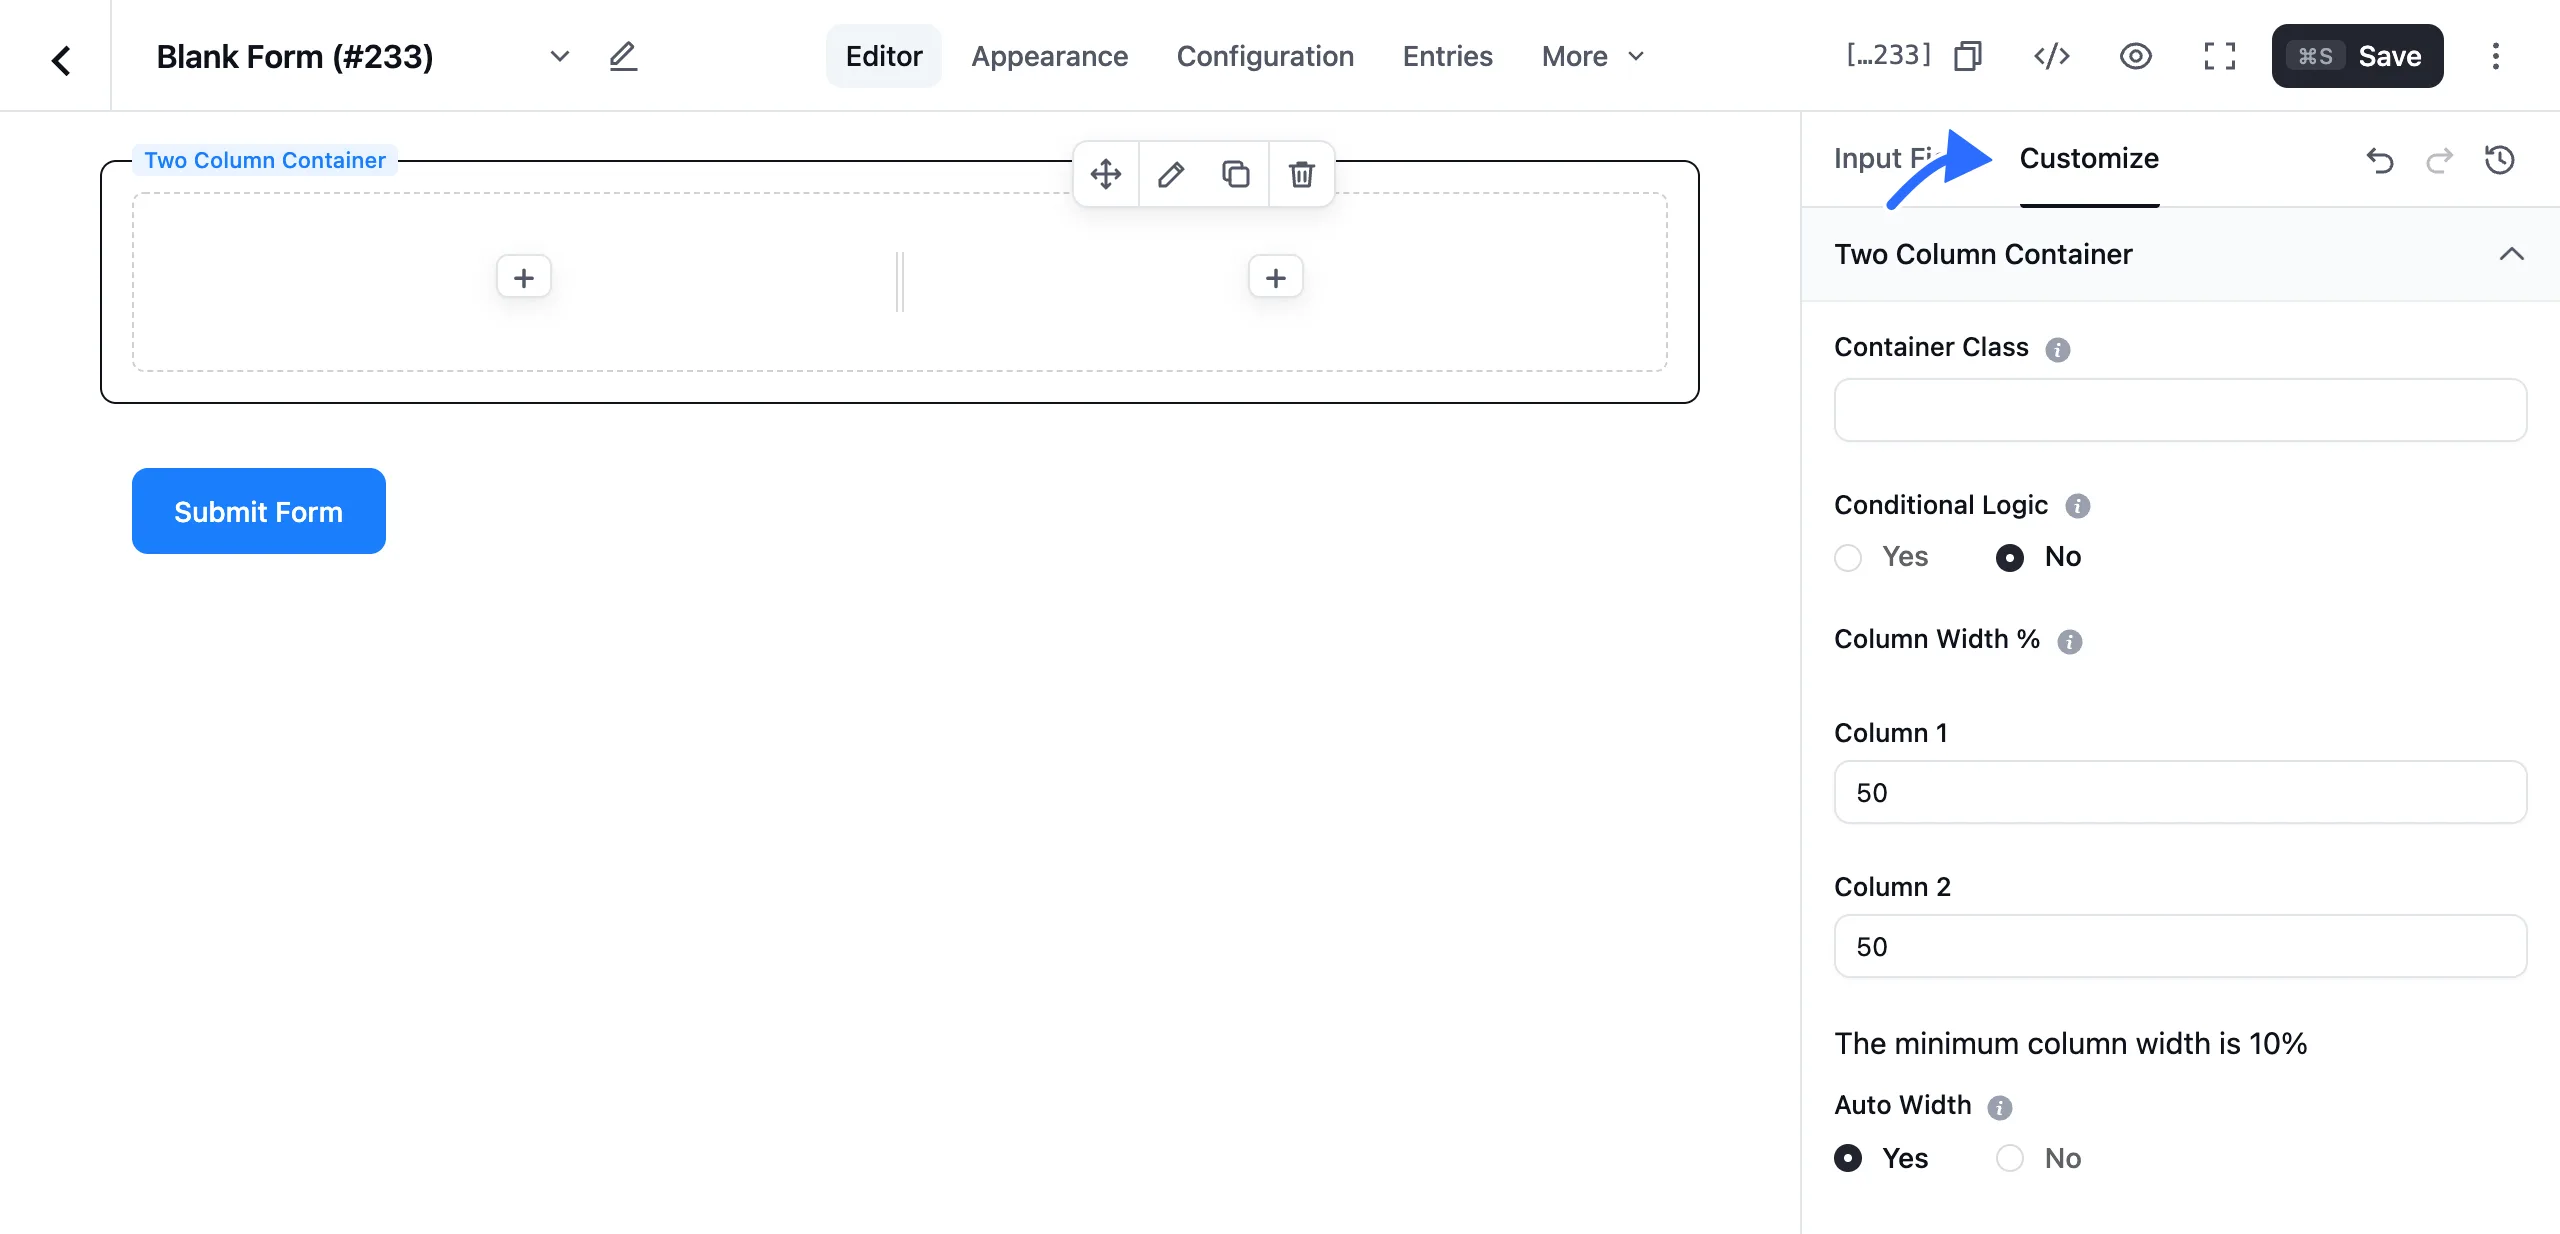 Blank Form (#233)
Editor
Appearance
Configuration
Entries
More
[...233]
⌘S Save
Two Column Container
Submit Form
Input
Customize
Two Column Container
Container Class
Conditional Logic
Yes
No
Column Width %
Column 1
50
Column 2
50
The minimum column width is 10%
Auto Width
Yes
No